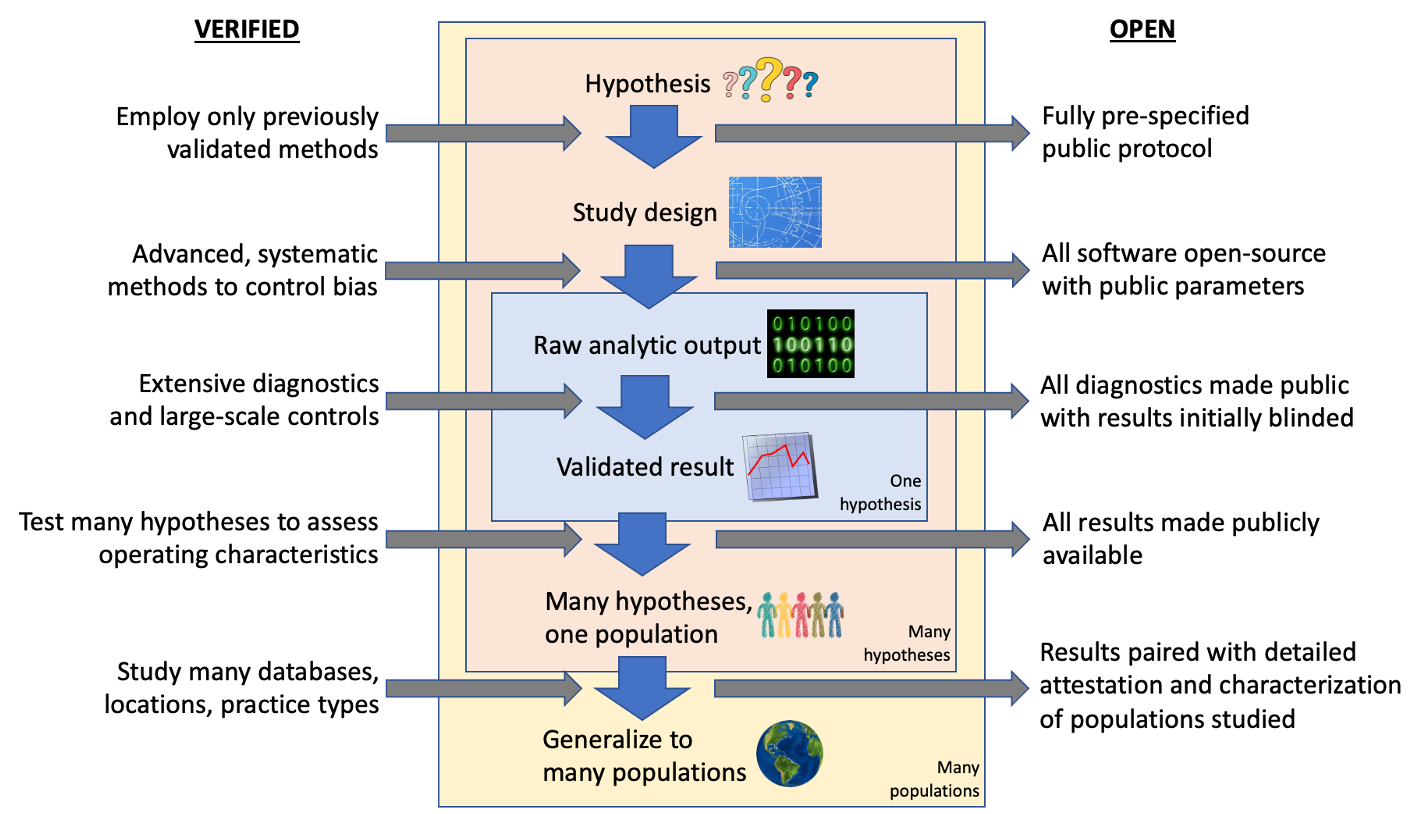 VERIFIED
OPEN
Hypothesis
?????
Employ only previously
validated methods
Fully pre-specified
public protocol
Study design
Advanced, systematic
methods to control bias
All software open-source
with public parameters
Raw analytic output
010100
100110
010100
Extensive diagnostics
and large-scale controls
All diagnostics made public
with results initially blinded
Validated result
One
hypothesis
Test many hypotheses to assess
operating characteristics
All results made publicly
available
Many hypotheses,
one population
Many
hypotheses
Study many databases,
locations, practice types
Results paired with detailed
attestation and characterization
of populations studied
Generalize to
many populations
Many
populations